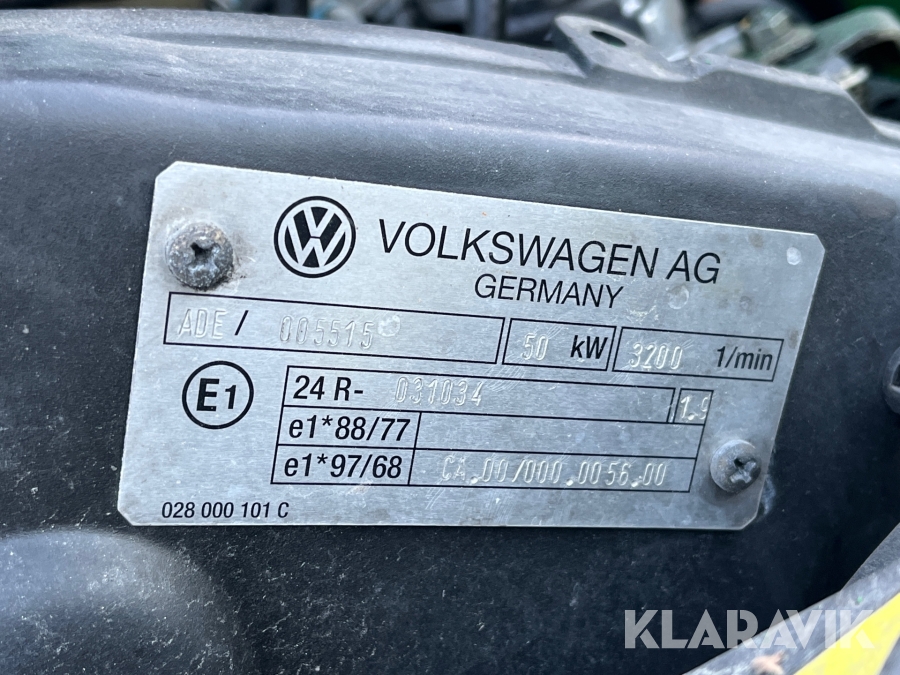 VOLKSWAGEN AG
GERMANY
ADE / 005515 50 kW 3200 1/min
E1 24 R- 031034 1.9
e1*88/77
e1*97/68 CA.00/000.0056.00
028 000 101 C
KLARAVIK